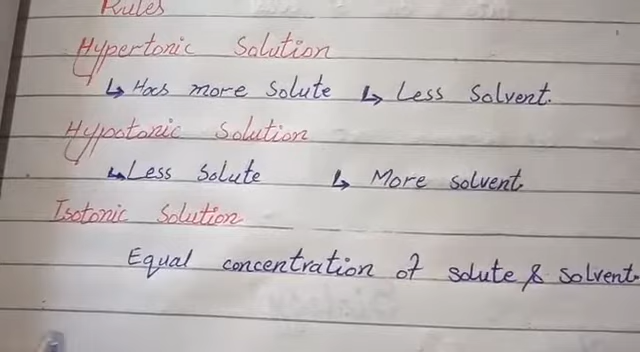 Rules
Hypertonic Solution
↳ Has more solute ↳ Less Solvent.
Hypotonic Solution
↳ Less Solute ↳ More solvent.
Isotonic Solution
Equal concentration of solute & solvent.